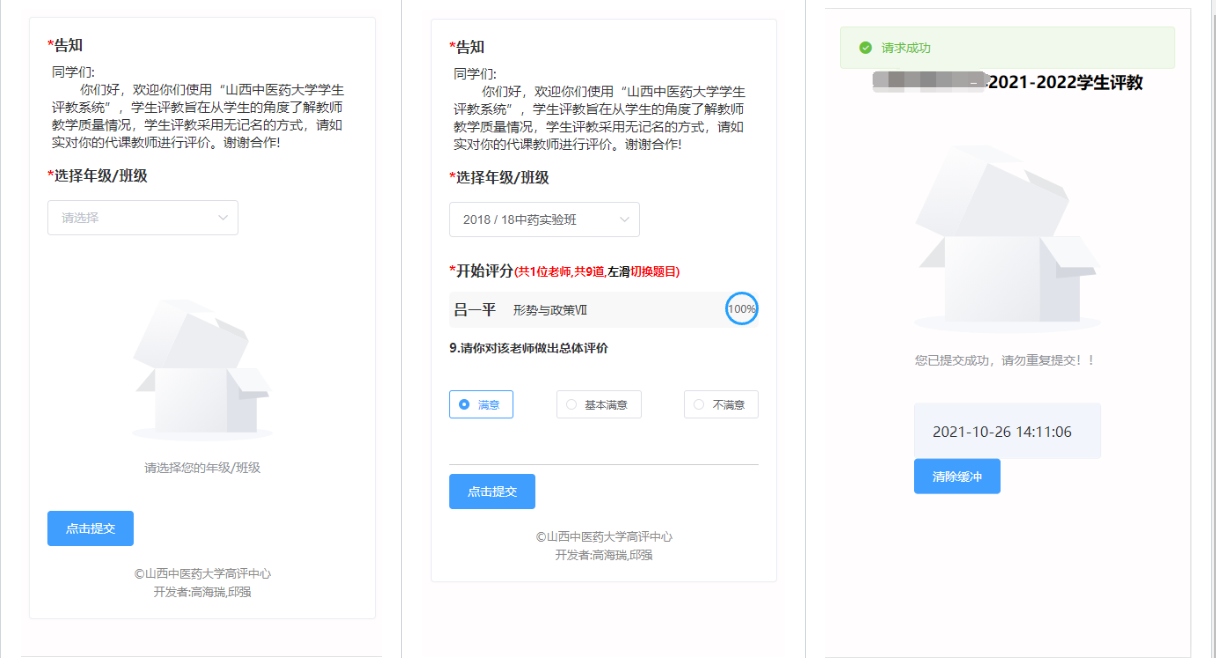 *告知
同学们:
你们好，欢迎你们使用“山西中医药大学学生
评教系统”，学生评教旨在从学生的角度了解教师
教学质量情况，学生评教采用无记名的方式，请如
实对你的代课教师进行评价。谢谢合作!
*选择年级/班级
请选择
请选择您的年级/班级
点击提交
©山西中医药大学高评中心
开发者:高海瑞,邱强
*告知
同学们:
你们好，欢迎你们使用“山西中医药大学学生
评教系统”，学生评教旨在从学生的角度了解教师
教学质量情况，学生评教采用无记名的方式，请如
实对你的代课教师进行评价。谢谢合作!
*选择年级/班级
2018 / 18中药实验班
*开始评分(共1位老师,共9道,左滑切换题目)
吕一平 形势与政策Ⅶ 100%
9.请你对该老师做出总体评价
满意 基本满意 不满意
点击提交
©山西中医药大学高评中心
开发者:高海瑞,邱强
请求成功
2021-2022学生评教
您已提交成功，请勿重复提交！！
2021-10-26 14:11:06
清除缓冲